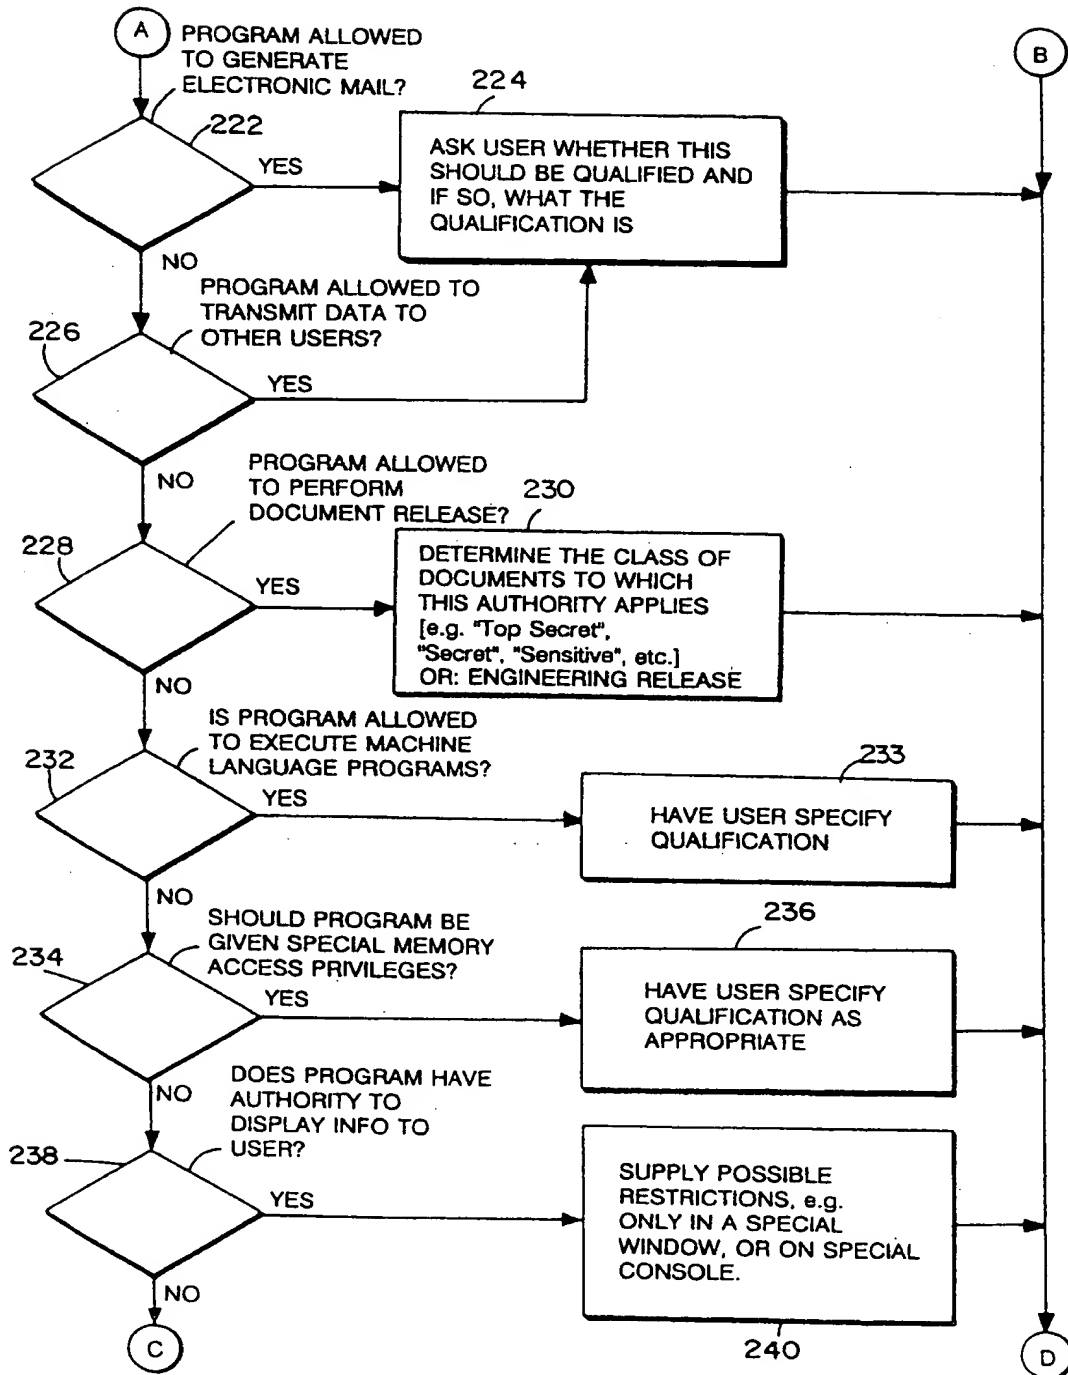 A
PROGRAM ALLOWED
TO GENERATE
ELECTRONIC MAIL?
B
222
YES
224
ASK USER WHETHER THIS
SHOULD BE QUALIFIED AND
IF SO, WHAT THE
QUALIFICATION IS
NO
PROGRAM ALLOWED TO
TRANSMIT DATA TO
OTHER USERS?
226
YES
NO
PROGRAM ALLOWED
TO PERFORM
DOCUMENT RELEASE?
228
YES
230
DETERMINE THE CLASS OF
DOCUMENTS TO WHICH
THIS AUTHORITY APPLIES
[e.g. "Top Secret",
"Secret", "Sensitive", etc.]
OR: ENGINEERING RELEASE
NO
IS PROGRAM ALLOWED
TO EXECUTE MACHINE
LANGUAGE PROGRAMS?
232
YES
233
HAVE USER SPECIFY
QUALIFICATION
NO
SHOULD PROGRAM BE
GIVEN SPECIAL MEMORY
ACCESS PRIVILEGES?
234
YES
236
HAVE USER SPECIFY
QUALIFICATION AS
APPROPRIATE
NO
DOES PROGRAM HAVE
AUTHORITY TO
DISPLAY INFO TO
USER?
238
YES
SUPPLY POSSIBLE
RESTRICTIONS, e.g.
ONLY IN A SPECIAL
WINDOW, OR ON SPECIAL
CONSOLE.
240
NO
C
D